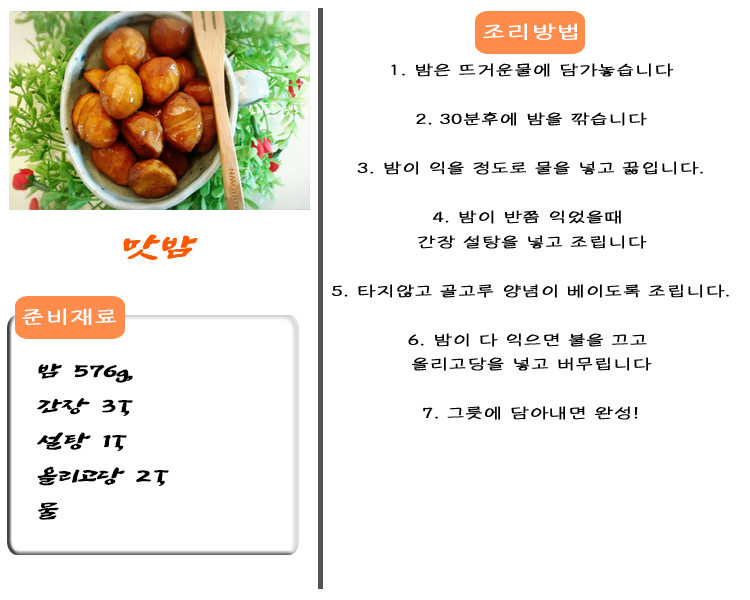 맛밤
준비재료
밤 576g,
간장 3T,
설탕 1T,
올리고당 2T,
물
조리방법
1. 밤은 뜨거운물에 담가놓습니다
2. 30분후에 밤을 깎습니다
3. 밤이 익을 정도로 물을 넣고 끓입니다.
4. 밤이 반쯤 익었을때
간장 설탕을 넣고 조립니다
5. 타지않고 골고루 양념이 베이도록 조립니다.
6. 밤이 다 익으면 불을 끄고
올리고당을 넣고 버무립니다
7. 그릇에 담아내면 완성!